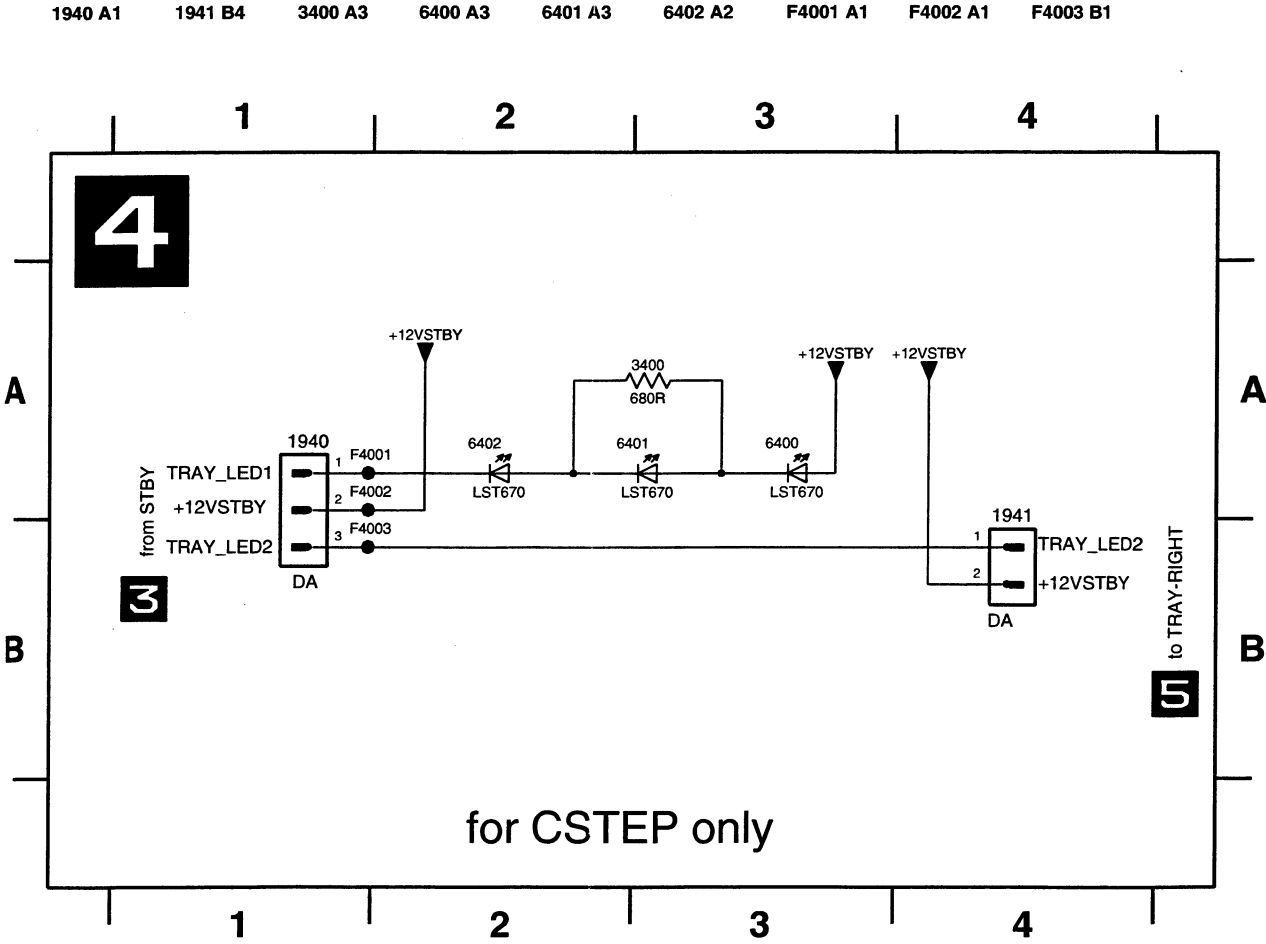 1940 A1 1941 B4 3400 A3 6400 A3 6401 A3 6402 A2 F4001 A1 F4002 A1 F4003 B1
1 2 3 4
4
+12VSTBY
+12VSTBY +12VSTBY
3400
680R
A A
1940
6402 6401 6400
TRAY_LED1 1 F4001
LST670 LST670 LST670
+12VSTBY 2 F4002
TRAY_LED2 3 F4003
DA
from STBY
3
1941
1 TRAY_LED2
2 +12VSTBY
DA
to TRAY-RIGHT
5
B B
for CSTEP only
1 2 3 4